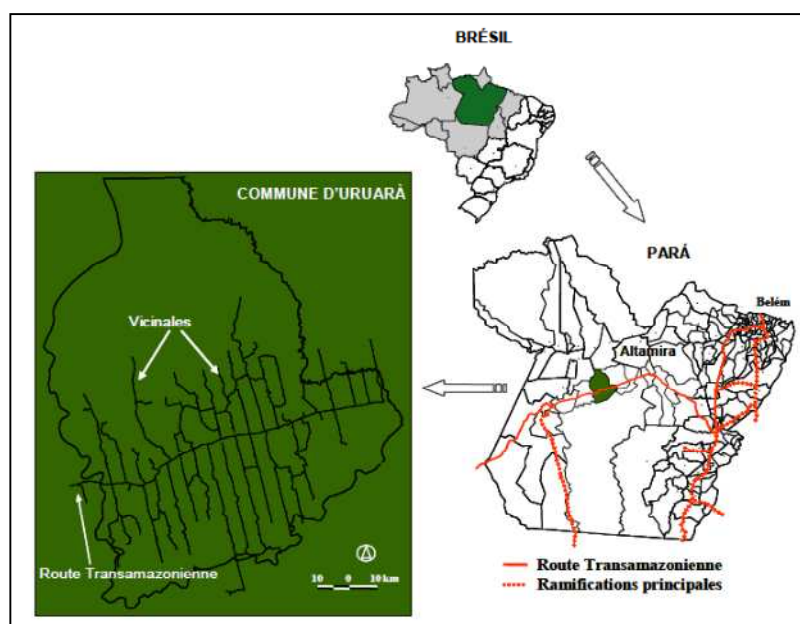 BRÉSIL
COMMUNE D'URUARÀ
Vicinales
Route Transamazonienne
10 0 10 km
PARÁ
Belém
Altamira
Route Transamazonienne
Ramifications principales